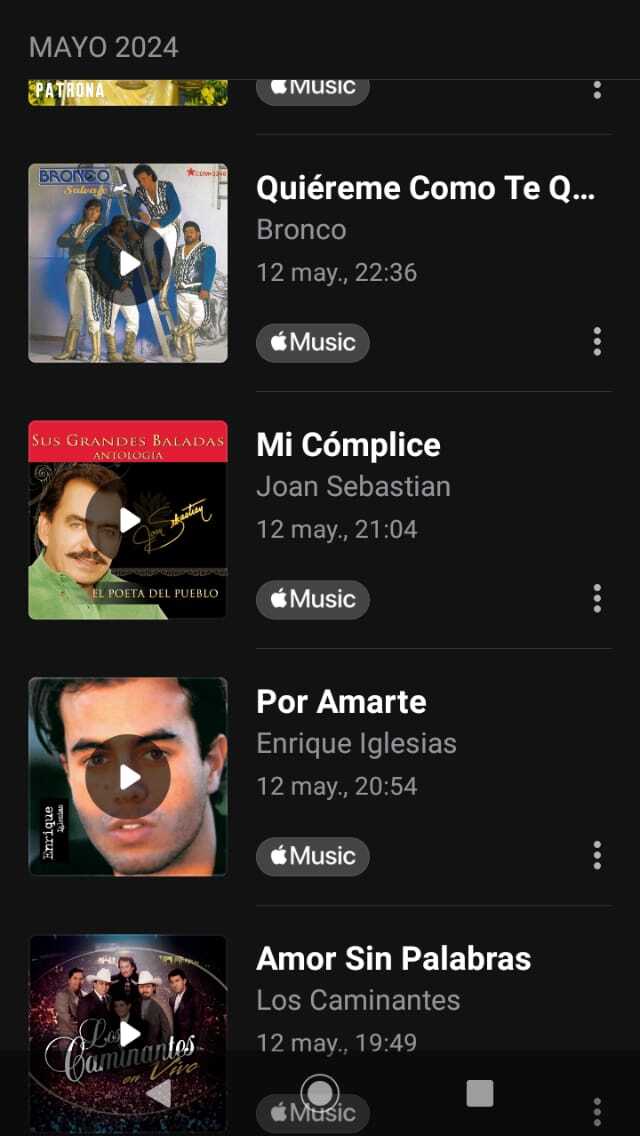 MAYO 2024
PATRONA
Music
BRONCO
Salvaje
Quiéreme Como Te Q...
Bronco
12 may., 22:36
Music
SUS GRANDES BALADAS
ANTOLOGÍA
Joan Sebastian
EL POETA DEL PUEBLO
Mi Cómplice
Joan Sebastian
12 may., 21:04
Music
Enrique
Iglesias
Por Amarte
Enrique Iglesias
12 may., 20:54
Music
Los
Caminantes
en Vivo
Amor Sin Palabras
Los Caminantes
12 may., 19:49
Music